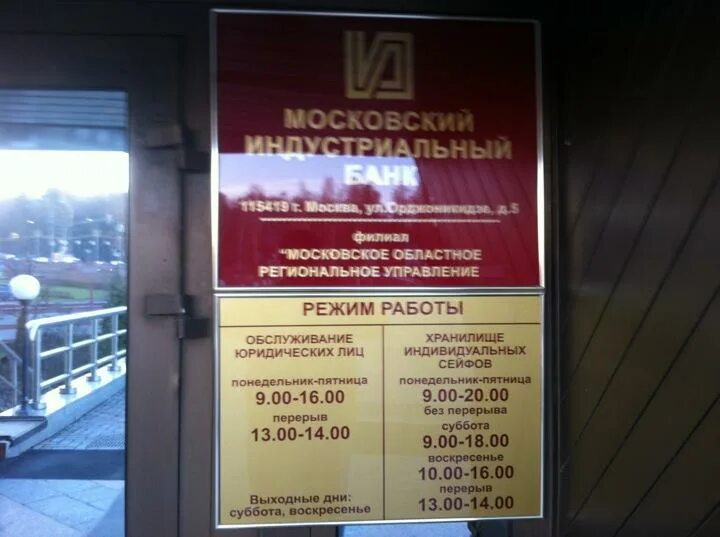 МОСКОВСКИЙ
ИНДУСТРИАЛЬНЫЙ
БАНК
115419 г. Москва, ул.Орджоникидзе, д.5
филиал
"МОСКОВСКОЕ ОБЛАСТНОЕ
РЕГИОНАЛЬНОЕ УПРАВЛЕНИЕ
РЕЖИМ РАБОТЫ
ОБСЛУЖИВАНИЕ
ЮРИДИЧЕСКИХ ЛИЦ
понедельник-пятница
9.00-16.00
перерыв
13.00-14.00
Выходные дни:
суббота, воскресенье
ХРАНИЛИЩЕ
ИНДИВИДУАЛЬНЫХ
СЕЙФОВ
понедельник-пятница
9.00-20.00
без перерыва
суббота
9.00-18.00
воскресенье
10.00-16.00
перерыв
13.00-14.00